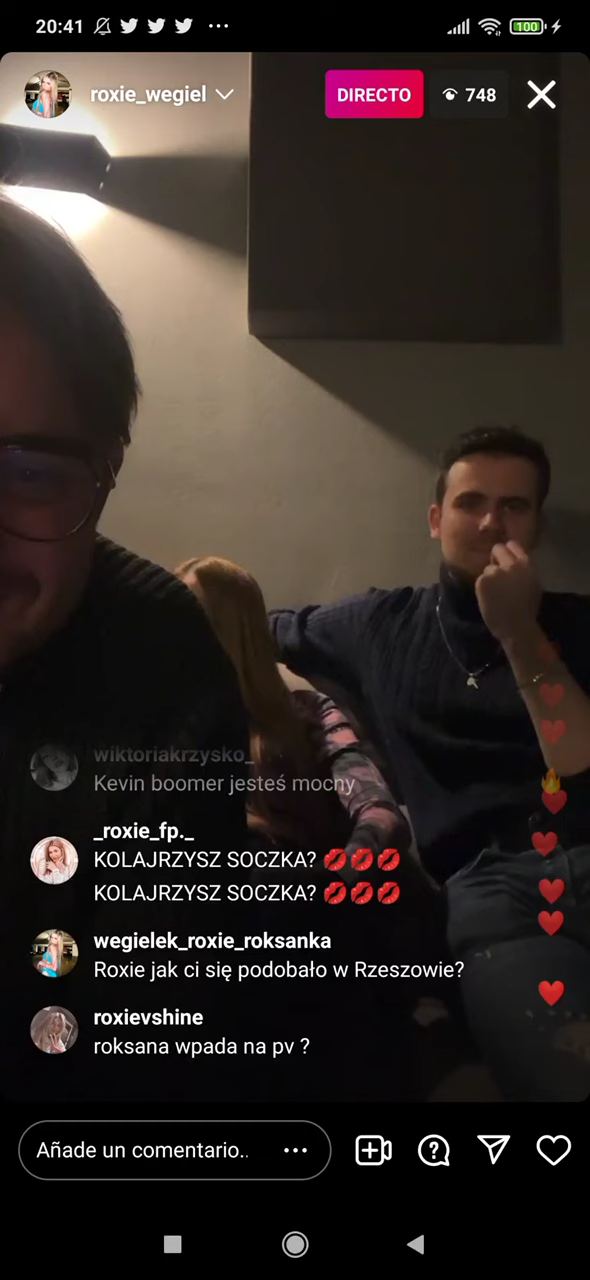 20:41
100
roxie_wegiel
DIRECTO
748
wiktoriakrzysko_
Kevin boomer jesteś mocny
_roxie_fp._
KOLAJRZYSZ SOCZKA? 💋💋💋
KOLAJRZYSZ SOCZKA? 💋💋💋
wegielek_roxie_roksanka
Roxie jak ci się podobało w Rzeszowie?
roxievshine
roksana wpada na pv ?
Añade un comentario..